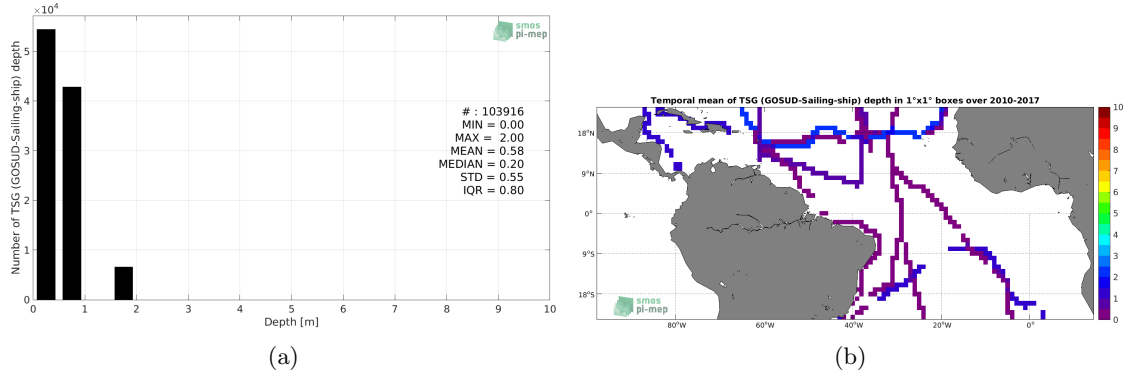 ×10⁴
5
4
3
2
1
0
Number of TSG (GOSUD-Sailing-ship) depth
0 1 2 3 4 5 6 7 8 9 10
Depth [m]
smos
pi-mep
# : 103916
MIN = 0.00
MAX = 2.00
MEAN = 0.58
MEDIAN = 0.20
STD = 0.55
IQR = 0.80
(a)
Temporal mean of TSG (GOSUD-Sailing-ship) depth in 1°x1° boxes over 2010-2017
18°N
9°N
0°
9°S
18°S
80°W 60°W 40°W 20°W 0°
smos
pi-mep
10
9
8
7
6
5
4
3
2
1
0
(b)